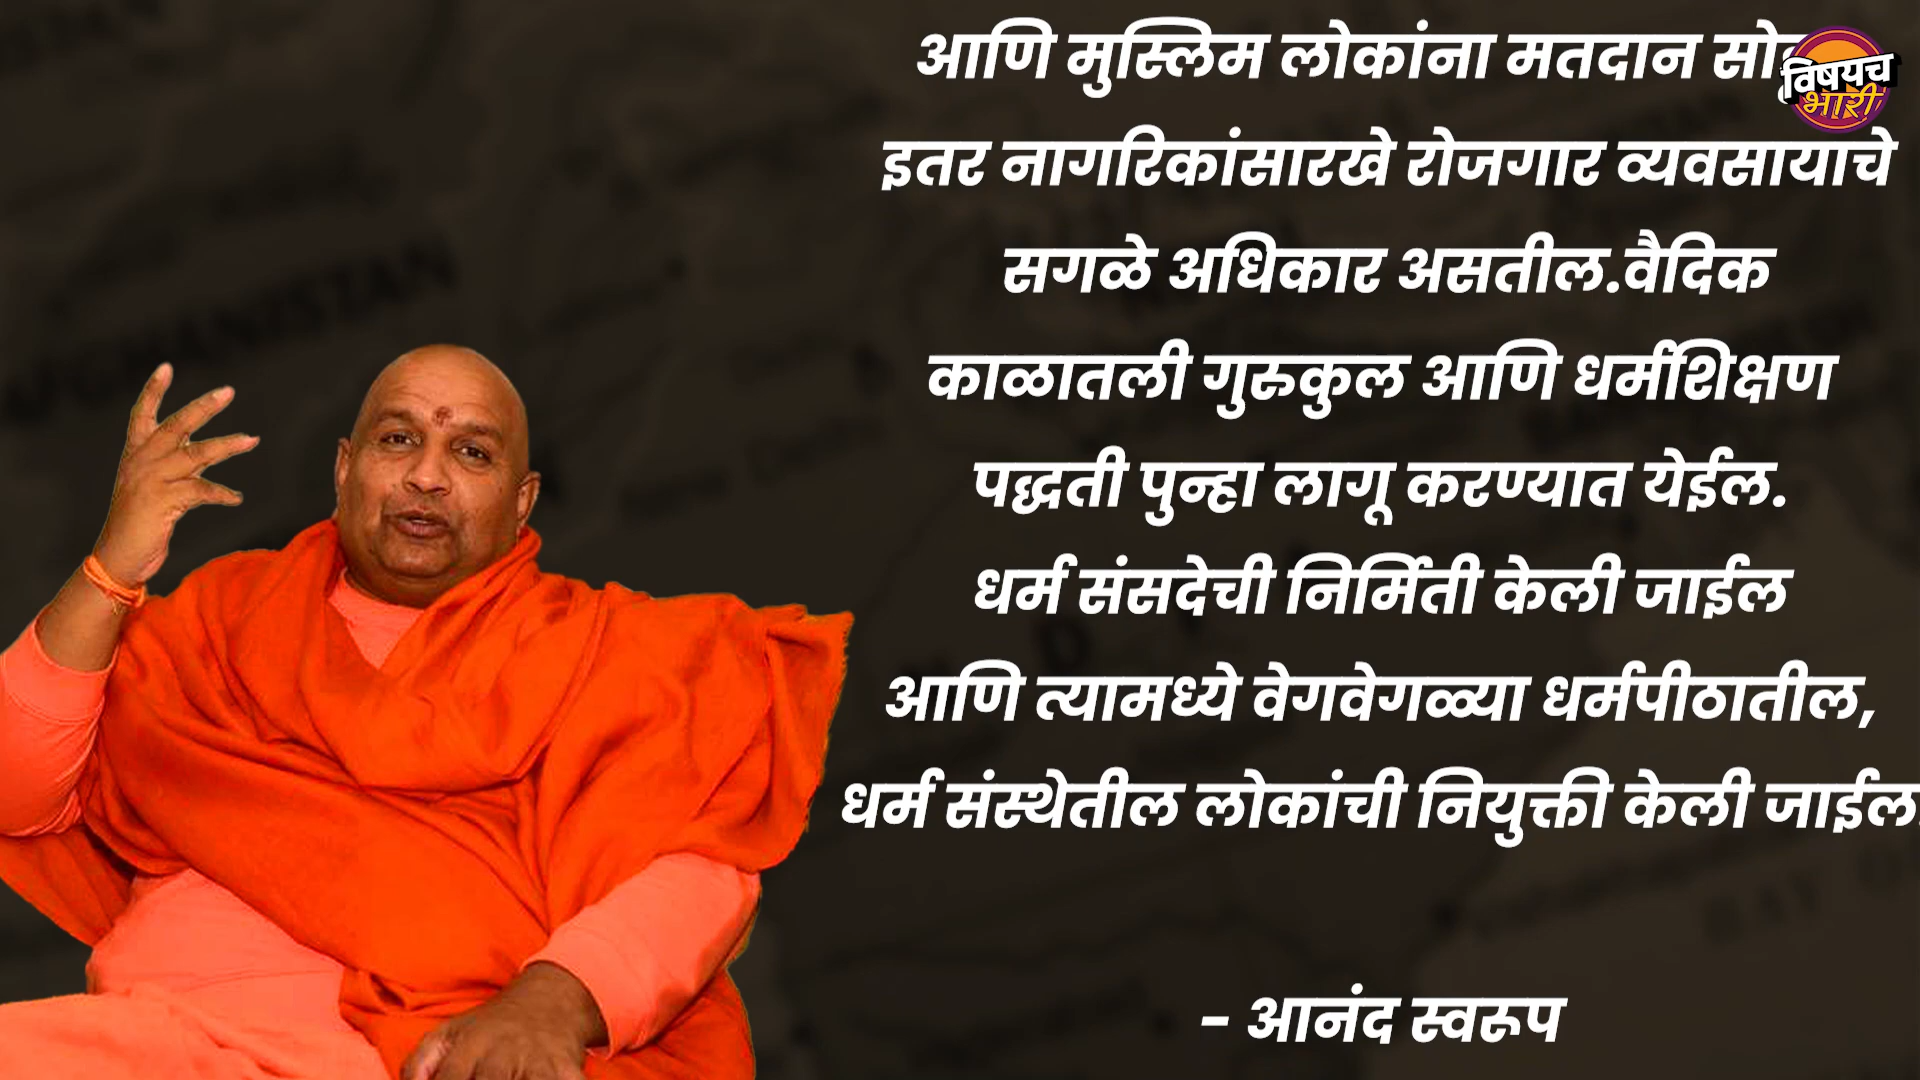 आणि मुस्लिम लोकांना मतदान
विषयच
भारी
इतर नागरिकांसारखे रोजगार व्यवसायाचे
सगळे अधिकार असतील.वैदिक
काळातली गुरुकुल आणि धर्मशिक्षण
पद्धती पुन्हा लागू करण्यात येईल.
धर्म संसदेची निर्मिती केली जाईल
आणि त्यामध्ये वेगवेगळ्या धर्मपीठातील,
धर्म संस्थेतील लोकांची नियुक्ती केली जाईल.
- आनंद स्वरूप
AFGHANISTAN